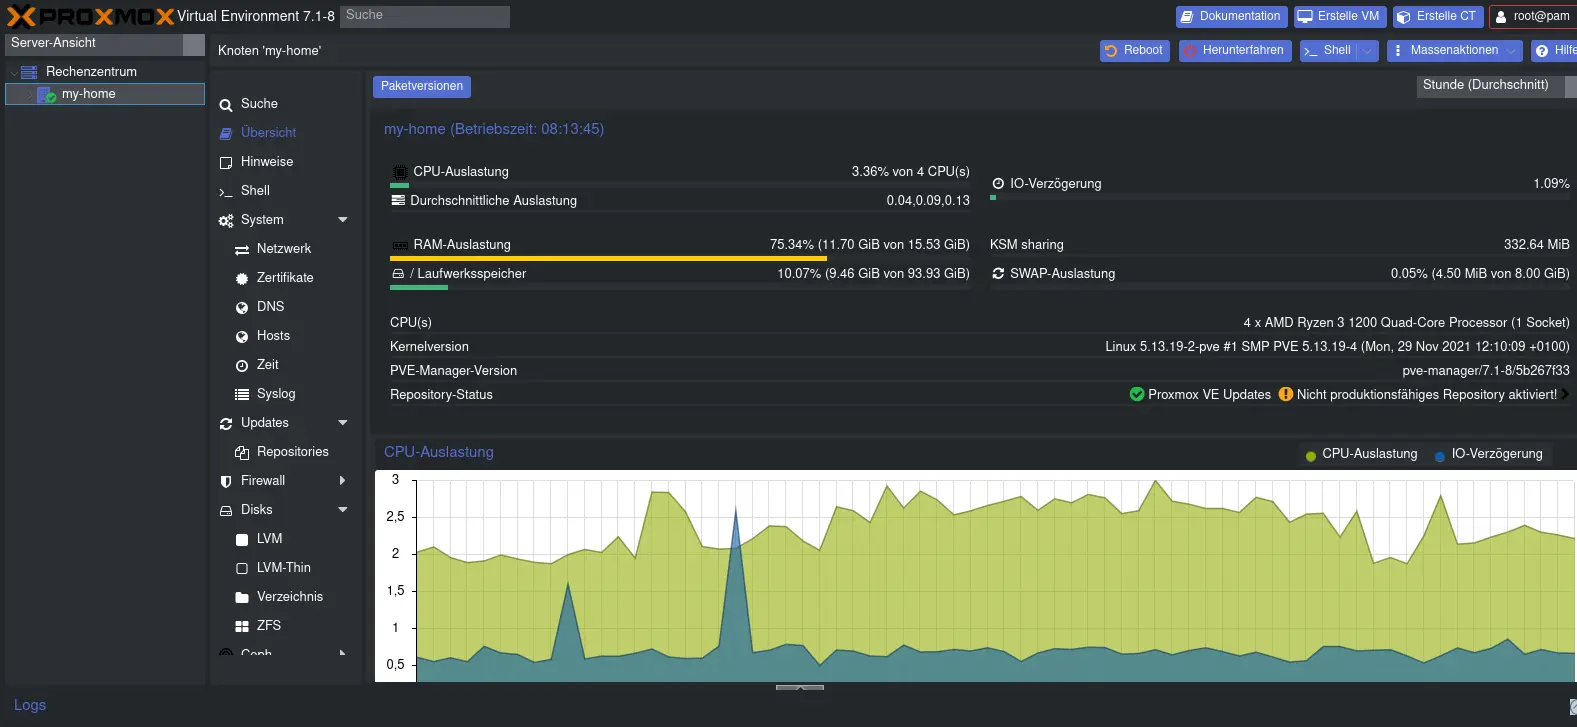 PROXMOX Virtual Environment 7.1-8 Suche Dokumentation Erstelle VM Erstelle CT root@pam
Server-Ansicht
Rechenzentrum
my-home
Knoten 'my-home' Reboot Herunterfahren Shell Massenaktionen Hilfe
Suche
Übersicht
Hinweise
Shell
System
Netzwerk
Zertifikate
DNS
Hosts
Zeit
Syslog
Updates
Repositories
Firewall
Disks
LVM
LVM-Thin
Verzeichnis
ZFS
Ceph
Paketversionen Stunde (Durchschnitt)
my-home (Betriebszeit: 08:13:45)
CPU-Auslastung 3.36% von 4 CPU(s)
IO-Verzögerung 1.09%
Durchschnittliche Auslastung 0.04,0.09,0.13
RAM-Auslastung 75.34% (11.70 GiB von 15.53 GiB) KSM sharing 332.64 MiB
/ Laufwerksspeicher 10.07% (9.46 GiB von 93.93 GiB) SWAP-Auslastung 0.05% (4.50 MiB von 8.00 GiB)
CPU(s) 4 x AMD Ryzen 3 1200 Quad-Core Processor (1 Socket)
Kernelversion Linux 5.13.19-2-pve #1 SMP PVE 5.13.19-4 (Mon, 29 Nov 2021 12:10:09 +0100)
PVE-Manager-Version pve-manager/7.1-8/5b267f33
Repository-Status Proxmox VE Updates Nicht produktionsfähiges Repository aktiviert!
CPU-Auslastung CPU-Auslastung IO-Verzögerung
3
2,5
2
1,5
1
0,5
Logs